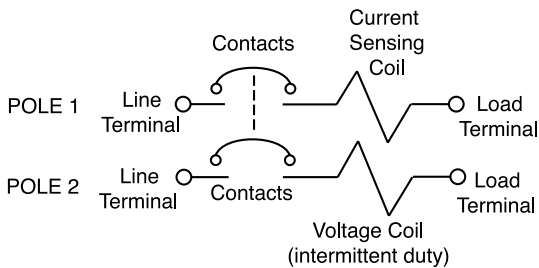 Contacts
Current
Sensing
Coil
POLE 1
Line
Terminal
Load
Terminal
POLE 2
Line
Terminal
Contacts
Load
Terminal
Voltage Coil
(intermittent duty)